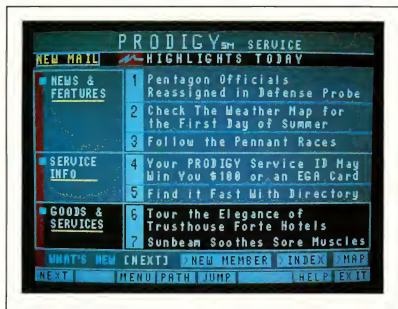 PRODIGY SM SERVICE
NEW MAIL HIGHLIGHTS TODAY
NEWS & FEATURES
1 Pentagon Officials
Reassigned in Defense Probe
2 Check The Weather Map for
the First Day of Summer
3 Follow the Pennant Races
SERVICE INFO
4 Your PRODIGY Service ID May
Win You $100 or an EGA Card
5 Find it Fast With Directory
GOODS & SERVICES
6 Tour the Elegance of
Trusthouse Forte Hotels
7 Sunbeam Soothes Sore Muscles
WHAT'S NEW [NEXT] >NEW MEMBER >INDEX >MAP
NEXT MENU PATH JUMP HELP EXIT